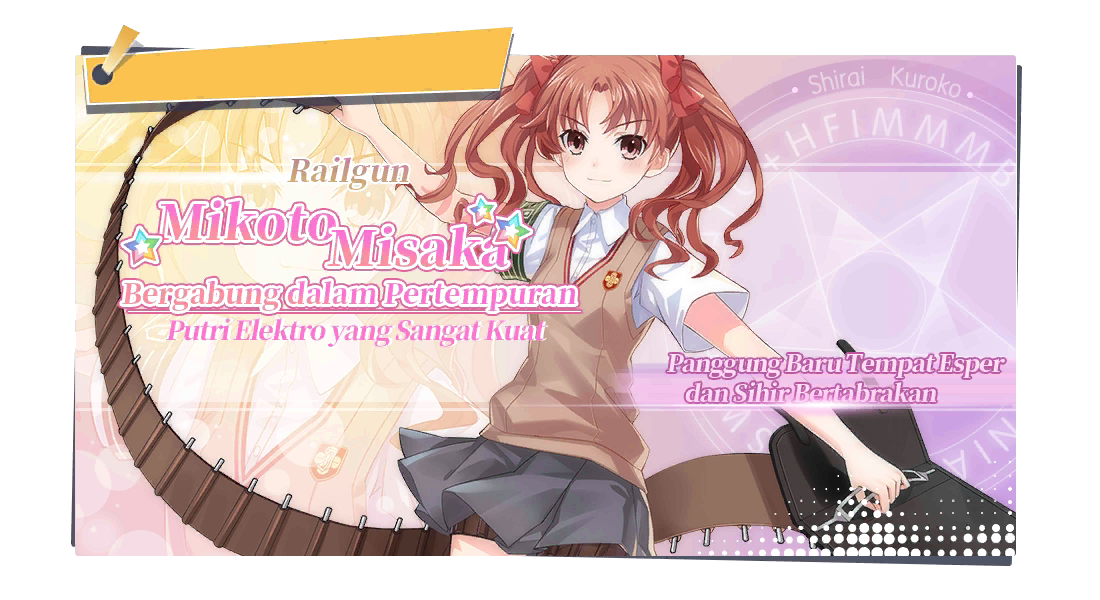 Shirai Kuroko
HFIMMMB
Railgun
Mikoto
Misaka
Bergabung dalam Pertempuran
Putri Elektro yang Sangat Kuat
Panggung Baru Tempat Esper
dan Sihir Bertabrakan